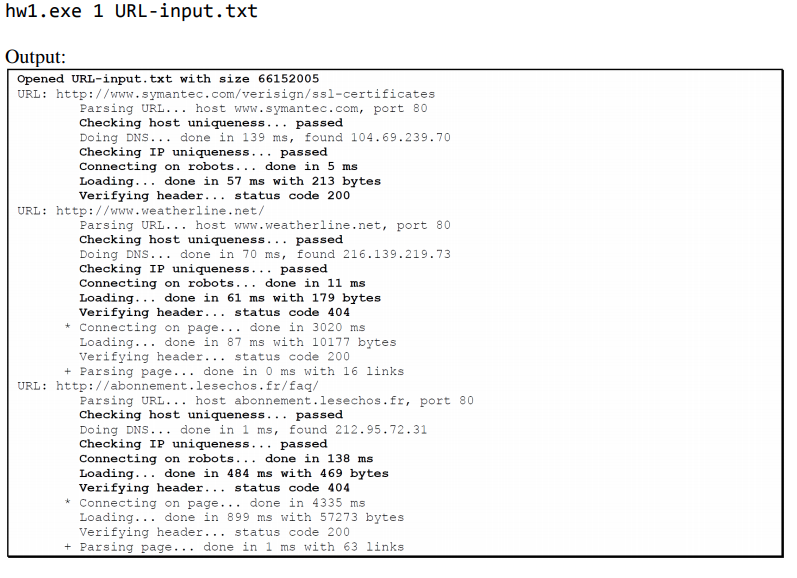 hw1.exe 1 URL-input.txt
Output:
Opened URL-input.txt with size 66152005
URL: http://www.symantec.com/verisign/ssl-certificates
Parsing URL... host www.symantec.com, port 80
Checking host uniqueness... passed
Doing DNS... done in 139 ms, found 104.69.239.70
Checking IP uniqueness... passed
Connecting on robots... done in 5 ms
Loading... done in 57 ms with 213 bytes
Verifying header... status code 200
URL: http://www.weatherline.net/
Parsing URL... host www.weatherline.net, port 80
Checking host uniqueness... passed
Doing DNS... done in 70 ms, found 216.139.219.73
Checking IP uniqueness... passed
Connecting on robots... done in 11 ms
Loading... done in 61 ms with 179 bytes
Verifying header... status code 404
* Connecting on page... done in 3020 ms
Loading... done in 87 ms with 10177 bytes
Verifying header... status code 200
+ Parsing page... done in 0 ms with 16 links
URL: http://abonnement.lesechos.fr/faq/
Parsing URL... host abonnement.lesechos.fr, port 80
Checking host uniqueness... passed
Doing DNS... done in 1 ms, found 212.95.72.31
Checking IP uniqueness... passed
Connecting on robots... done in 138 ms
Loading... done in 484 ms with 469 bytes
Verifying header... status code 404
* Connecting on page... done in 4335 ms
Loading... done in 899 ms with 57273 bytes
Verifying header... status code 200
+ Parsing page... done in 1 ms with 63 links